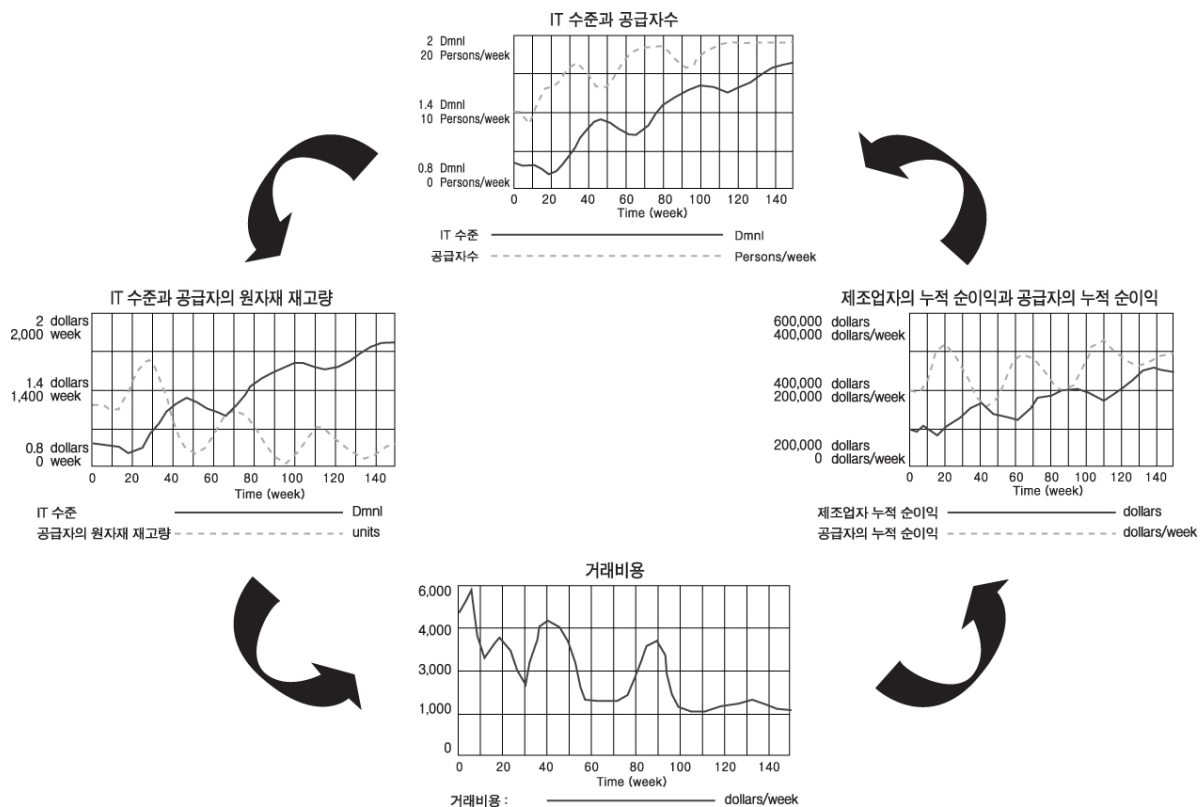 IT 수준과 공급자수
2 Dmnl
20 Persons/week
1.4 Dmnl
10 Persons/week
0.8 Dmnl
0 Persons/week
0 20 40 60 80 100 120 140
Time (week)
IT 수준 Dmnl
공급자수 Persons/week
IT 수준과 공급자의 원자재 재고량
2 dollars
2,000 week
1.4 dollars
1,400 week
0.8 dollars
0 week
0 20 40 60 80 100 120 140
Time (week)
IT 수준 Dmnl
공급자의 원자재 재고량 units
제조업자의 누적 순이익과 공급자의 누적 순이익
600,000 dollars
400,000 dollars/week
400,000 dollars
200,000 dollars/week
200,000 dollars
0 dollars/week
0 20 40 60 80 100 120 140
Time (week)
제조업자 누적 순이익 dollars
공급자의 누적 순이익 dollars/week
거래비용
6,000
4,000
3,000
1,000
0
0 20 40 60 80 100 120 140
Time (week)
거래비용 : dollars/week